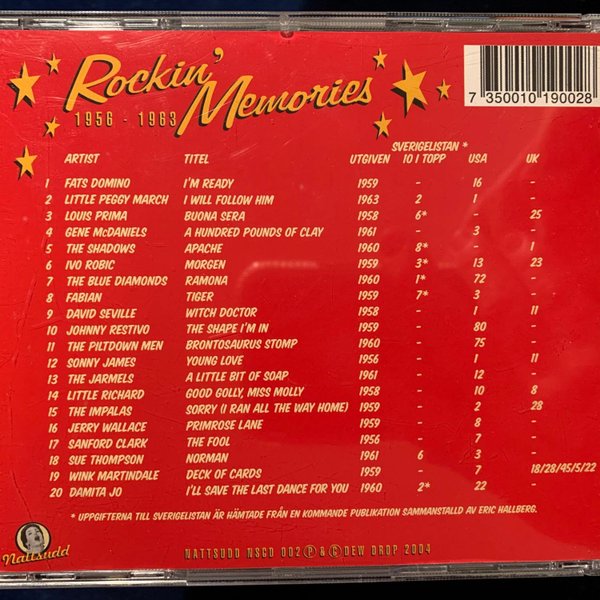 Rockin' Memories
1956 - 1963
7 350010 190028
SVERIGELISTAN *
ARTIST TITEL UTGIVEN 10 I TOPP USA UK
1 FATS DOMINO I'M READY 1959 - 16 -
2 LITTLE PEGGY MARCH I WILL FOLLOW HIM 1963 2 1 -
3 LOUIS PRIMA BUONA SERA 1958 6* - 25
4 GENE McDANIELS A HUNDRED POUNDS OF CLAY 1961 - 3 -
5 THE SHADOWS APACHE 1960 8* - 1
6 IVO ROBIC MORGEN 1959 3* 13 23
7 THE BLUE DIAMONDS RAMONA 1960 1* 72 -
8 FABIAN TIGER 1959 7* 3 -
9 DAVID SEVILLE WITCH DOCTOR 1958 - 1 11
10 JOHNNY RESTIVO THE SHAPE I'M IN 1959 - 80 -
11 THE PILTDOWN MEN BRONTOSAURUS STOMP 1960 - 75 -
12 SONNY JAMES YOUNG LOVE 1956 - 1 11
13 THE JARMELS A LITTLE BIT OF SOAP 1961 - 12 -
14 LITTLE RICHARD GOOD GOLLY, MISS MOLLY 1958 - 10 8
15 THE IMPALAS SORRY (I RAN ALL THE WAY HOME) 1959 - 2 28
16 JERRY WALLACE PRIMROSE LANE 1959 - 8 -
17 SANFORD CLARK THE FOOL 1956 - 7 -
18 SUE THOMPSON NORMAN 1961 6 3 -
19 WINK MARTINDALE DECK OF CARDS 1959 - 7 18/28/45/5/22
20 DAMITA JO I'LL SAVE THE LAST DANCE FOR YOU 1960 2* 22 -
* UPPGIFTERNA TILL SVERIGELISTAN ÄR HÄMTADE FRÅN EN KOMMANDE PUBLIKATION SAMMANSTÄLLD AV ERIC HALLBERG.
Nattsudd
NATTSUDD NSCD 002 Ⓟ & © DEW DROP 2004